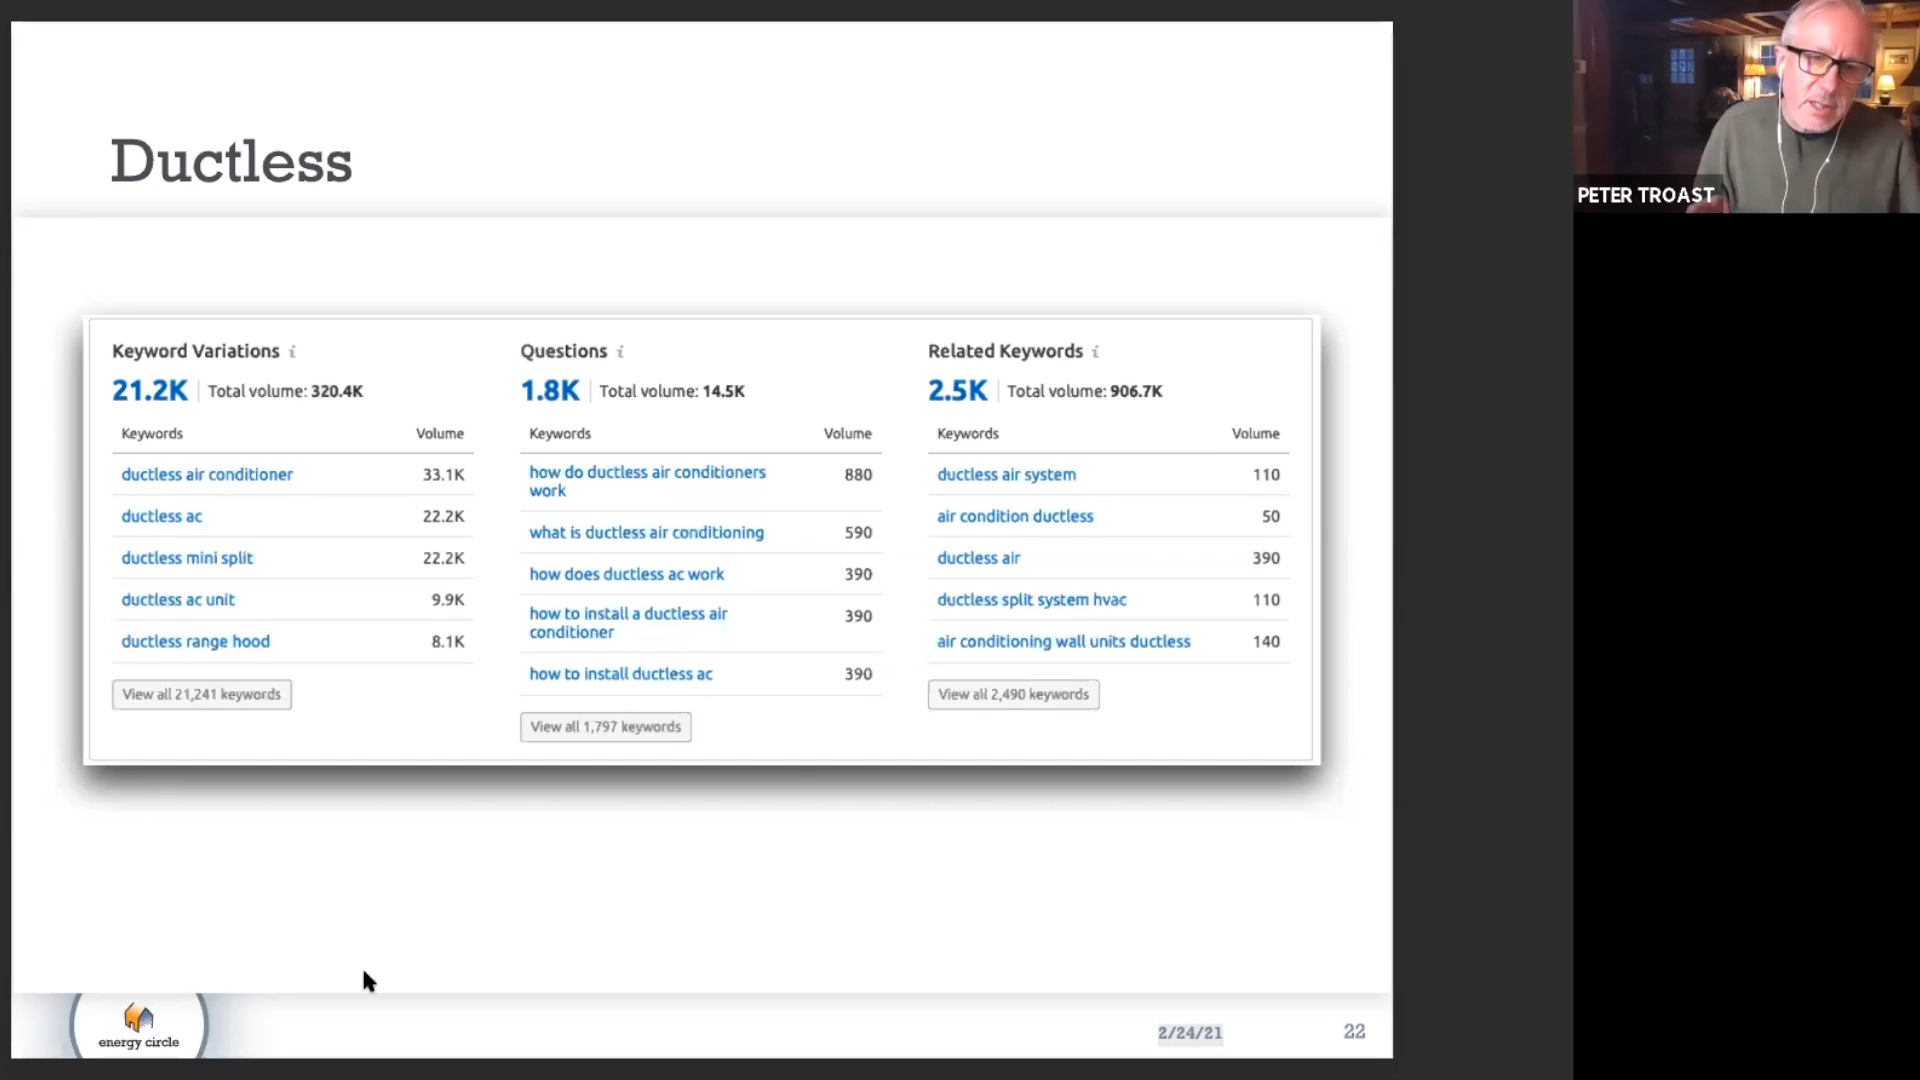 Ductless
PETER TROAST
Keyword Variations i
21.2K Total volume: 320.4K
Keywords Volume
ductless air conditioner 33.1K
ductless ac 22.2K
ductless mini split 22.2K
ductless ac unit 9.9K
ductless range hood 8.1K
View all 21,241 keywords
Questions i
1.8K Total volume: 14.5K
Keywords Volume
how do ductless air conditioners
work 880
what is ductless air conditioning 590
how does ductless ac work 390
how to install a ductless air
conditioner 390
how to install ductless ac 390
View all 1,797 keywords
Related Keywords i
2.5K Total volume: 906.7K
Keywords Volume
ductless air system 110
air condition ductless 50
ductless air 390
ductless split system hvac 110
air conditioning wall units ductless 140
View all 2,490 keywords
energy circle
2/24/21
22